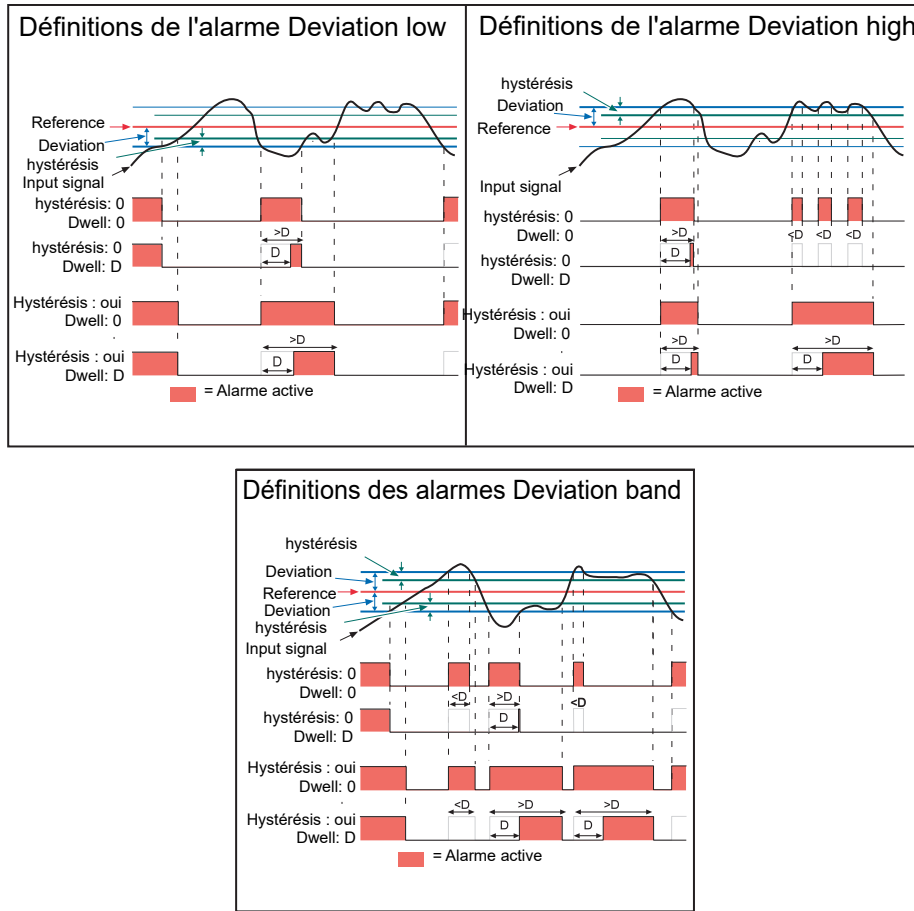 Définitions de l'alarme Deviation low
Reference
Deviation
hystérésis
Input signal
hystérésis: 0
Dwell: 0
>D
hystérésis: 0
Dwell: D
D
Hystérésis : oui
Dwell: 0
>D
Hystérésis : oui
Dwell: D
D
= Alarme active
Définitions de l'alarme Deviation high
hystérésis
Deviation
Reference
Input signal
hystérésis: 0
Dwell: 0
>D
<D
<D
<D
hystérésis: 0
Dwell: D
D
Hystérésis : oui
Dwell: 0
>D
>D
Hystérésis : oui
Dwell: D
D
D
= Alarme active
Définitions des alarmes Deviation band
hystérésis
Deviation
Reference
Deviation
hystérésis
Input signal
hystérésis: 0
Dwell: 0
<D
>D
<D
hystérésis: 0
Dwell: D
D
Hystérésis : oui
Dwell: 0
<D
>D
>D
Hystérésis : oui
Dwell: D
D
D
= Alarme active